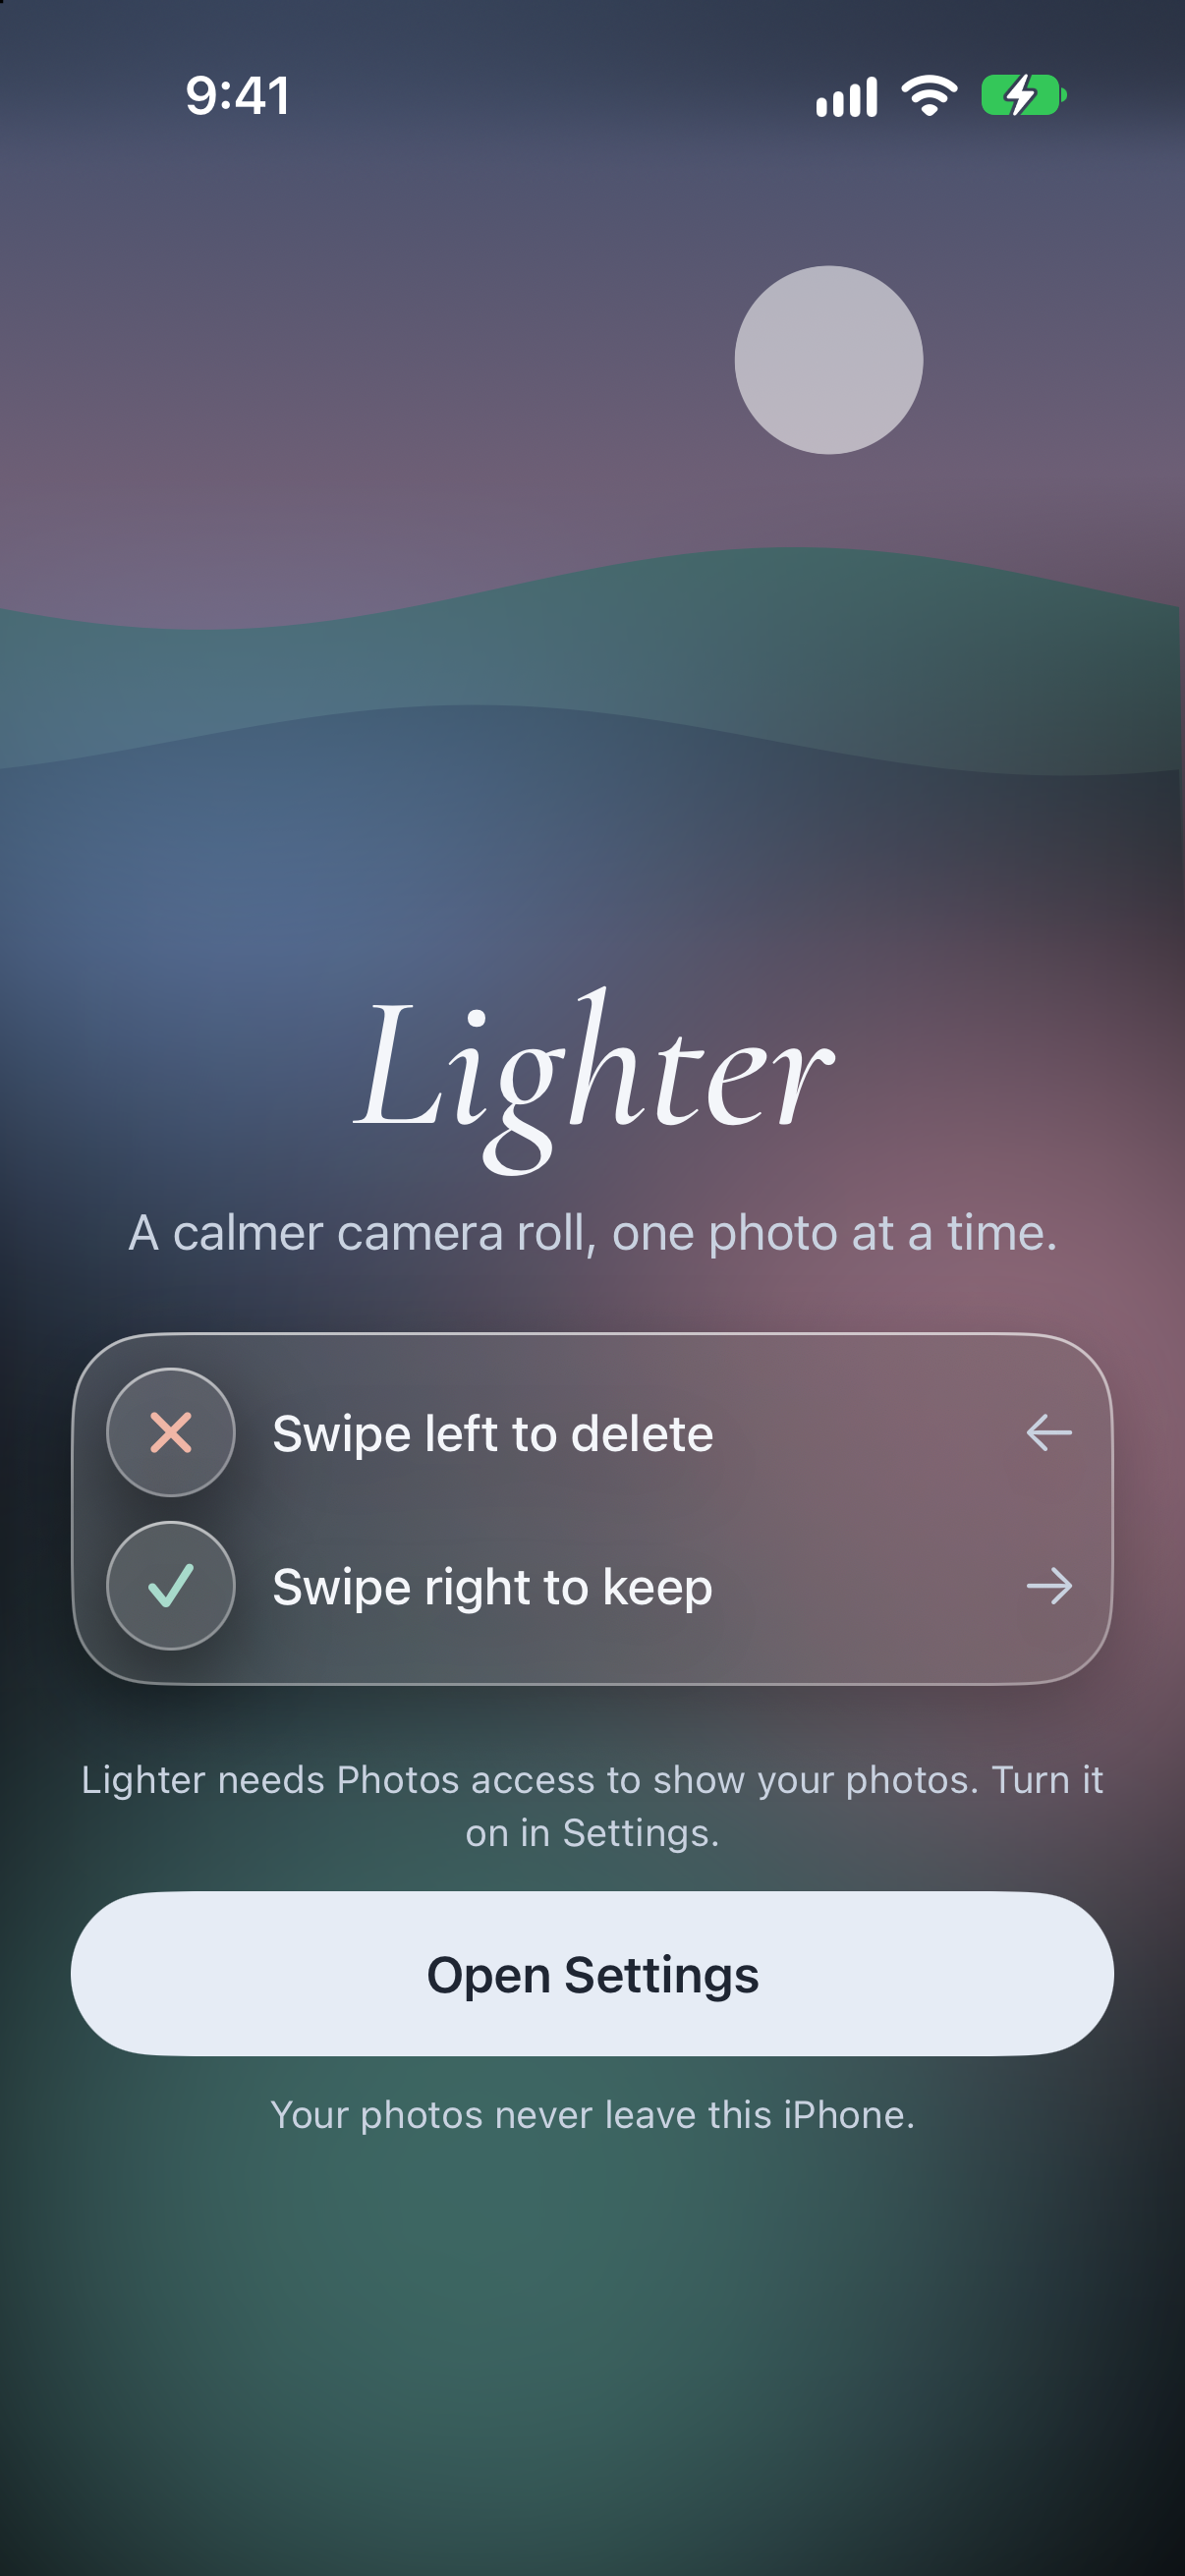 9:41
Lighter
A calmer camera roll, one photo at a time.
Swipe left to delete
Swipe right to keep
Lighter needs Photos access to show your photos. Turn it
on in Settings.
Open Settings
Your photos never leave this iPhone.